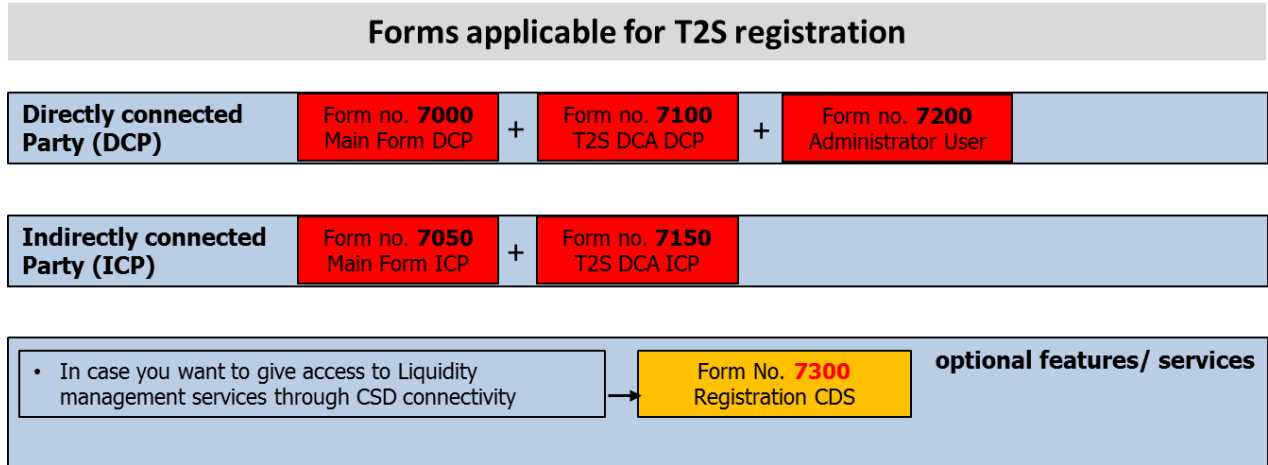 Forms applicable for T2S registration
Directly connected
Party (DCP)
Form no. 7000
Main Form DCP
+
Form no. 7100
T2S DCA DCP
+
Form no. 7200
Administrator User
Indirectly connected
Party (ICP)
Form no. 7050
Main Form ICP
+
Form no. 7150
T2S DCA ICP
• In case you want to give access to Liquidity
management services through CSD connectivity
Form No. 7300
Registration CDS
optional features/ services